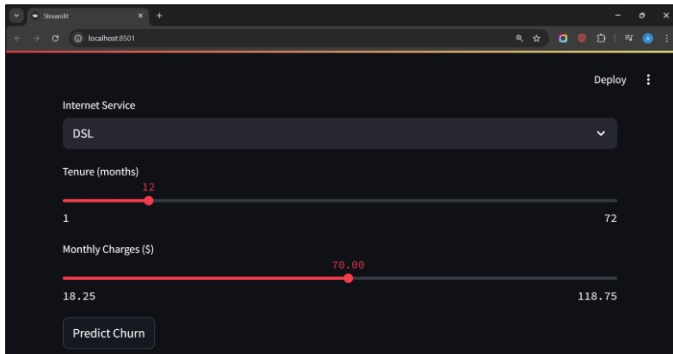 Streamlit
localhost:8501
Deploy
Internet Service
DSL
Tenure (months)
12
1 72
Monthly Charges ($)
70.00
18.25 118.75
Predict Churn